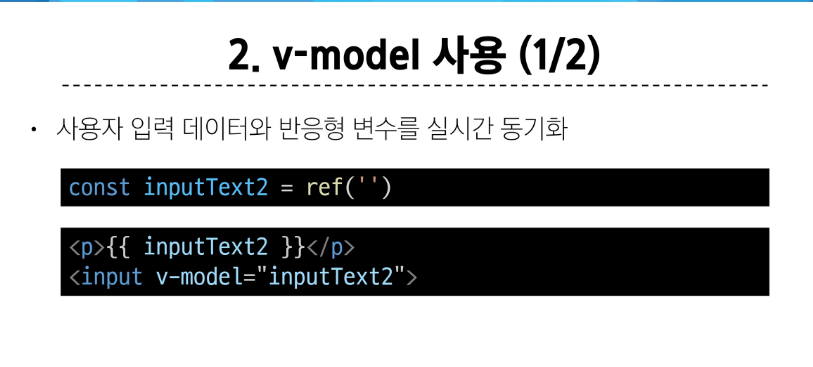 2. v-model 사용 (1/2)
• 사용자 입력 데이터와 반응형 변수를 실시간 동기화
const inputText2 = ref('')
<p>{{ inputText2 }}</p>
<input v-model="inputText2">